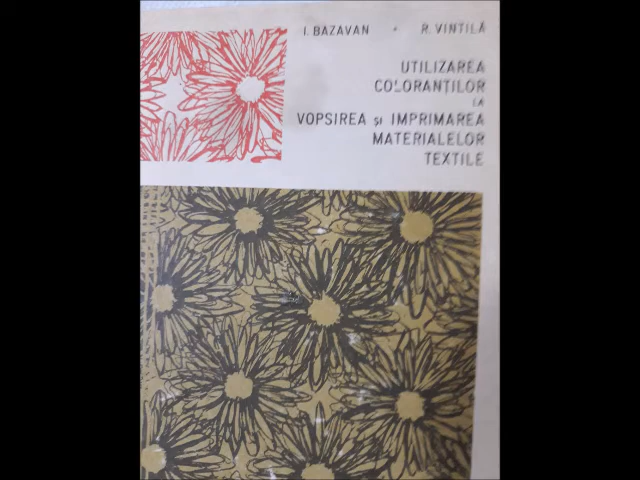 I. BAZAVAN • R. VINTILĂ
UTILIZAREA
COLORANȚILOR
LA
VOPSIREA și IMPRIMAREA
MATERIALELOR
TEXTILE